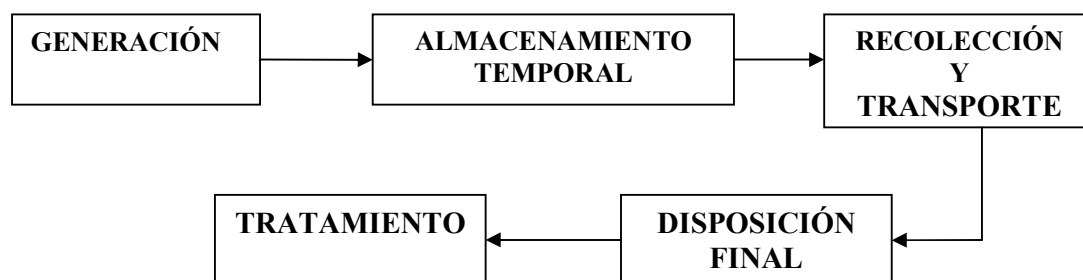 GENERACIÓN
ALMACENAMIENTO
TEMPORAL
RECOLECCIÓN
Y
TRANSPORTE
DISPOSICIÓN
FINAL
TRATAMIENTO